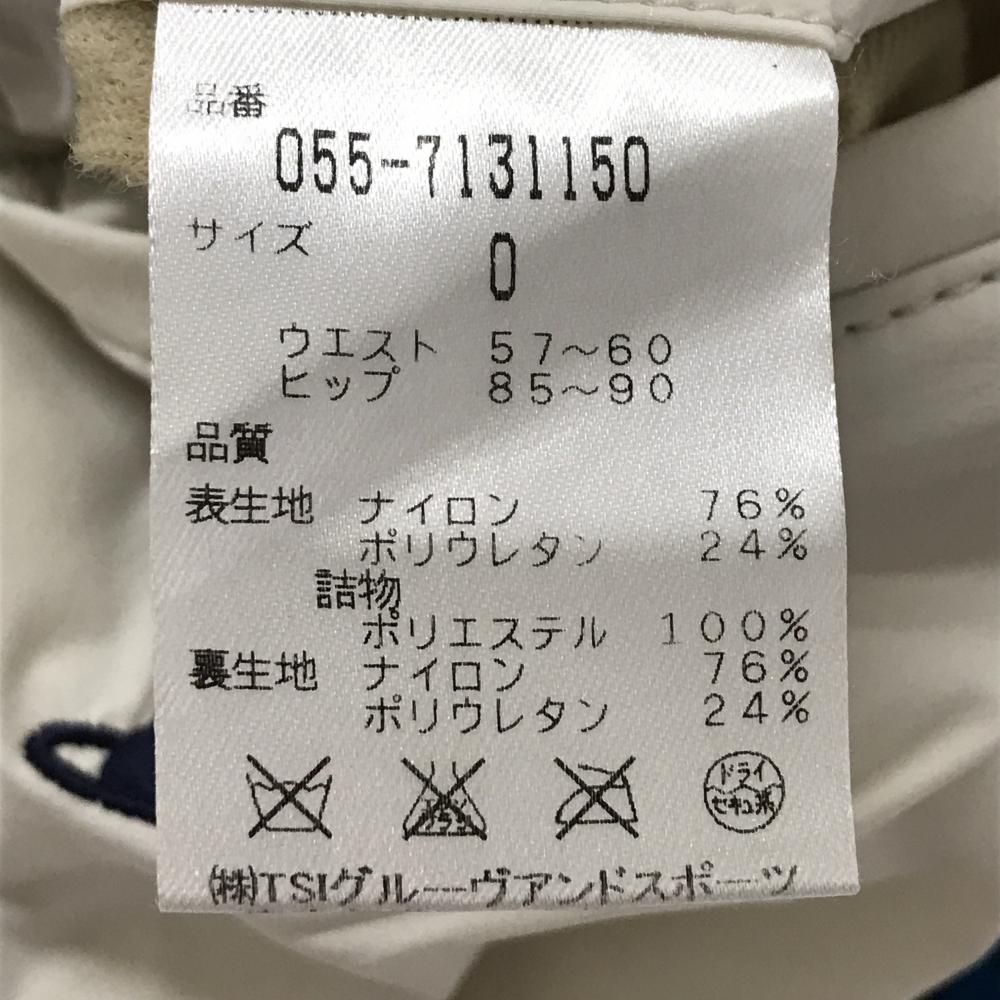 品番
055-7131150
サイズ 0
ウエスト 57〜60
ヒップ 85〜90
品質
表生地 ナイロン 76%
ポリウレタン 24%
詰物
ポリエステル 100%
裏生地 ナイロン 76%
ポリウレタン 24%
ドライ
セキユ系
㈱TSIグルーヴアンドスポーツ